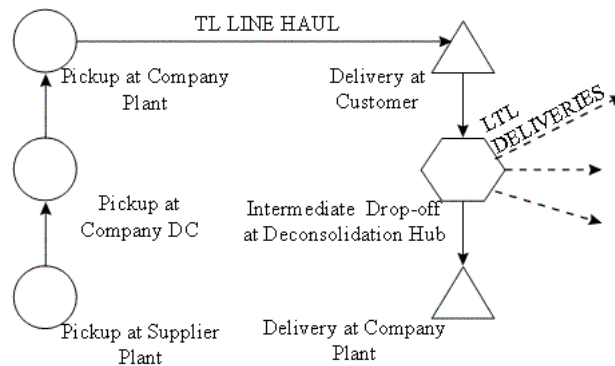 TL LINE HAUL
Pickup at Company
Plant
Delivery at
Customer
LTL
DELIVERIES
Pickup at
Company DC
Intermediate Drop-off
at Deconsolidation Hub
Pickup at Supplier
Plant
Delivery at Company
Plant